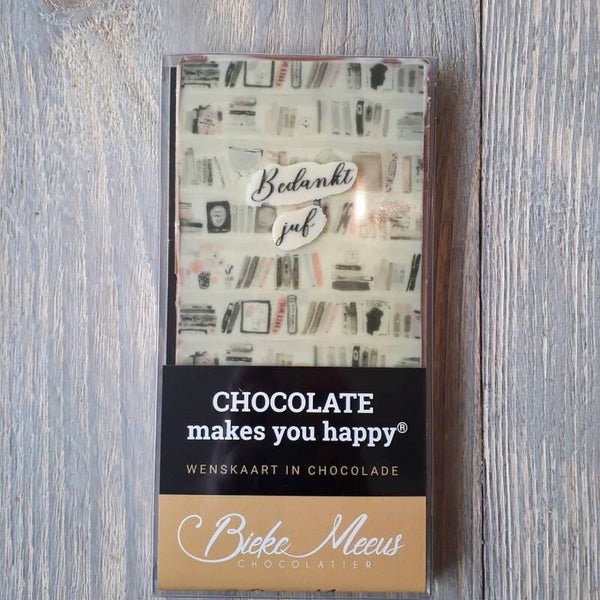 Bedankt
juf
CHOCOLATE
makes you happy®
WENSKAART IN CHOCOLADE
Bieke Meeus
CHOCOLATIER